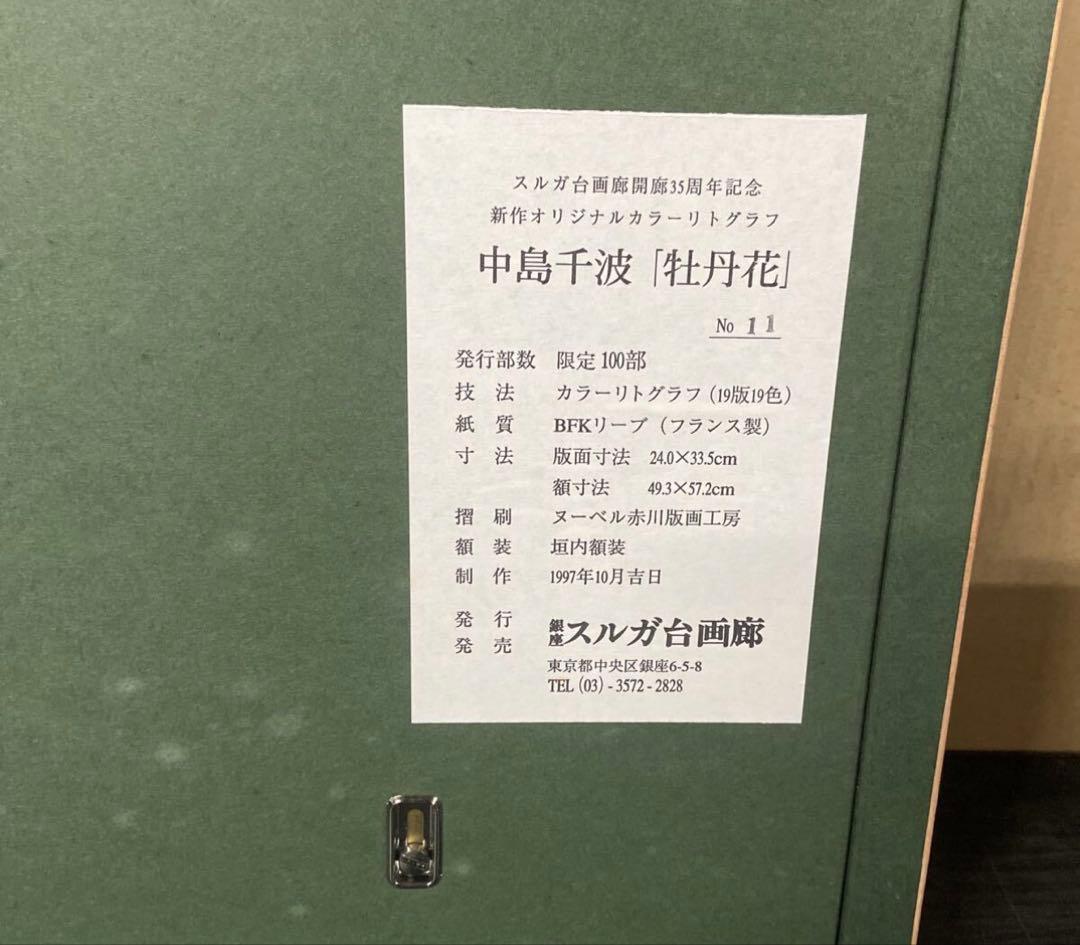 スルガ台画廊開廊35周年記念
新作オリジナルカラーリトグラフ
中島千波「牡丹花」
No 11
発行部数 限定100部
技法 カラーリトグラフ(19版19色)
紙質 BFKリーブ(フランス製)
寸法 版面寸法 24.0×33.5cm
額寸法 49.3×57.2cm
摺刷 ヌーベル赤川版画工房
額装 垣内額装
制作 1997年10月吉日
発行
発売 銀座スルガ台画廊
東京都中央区銀座6-5-8
TEL (03) - 3572 - 2828